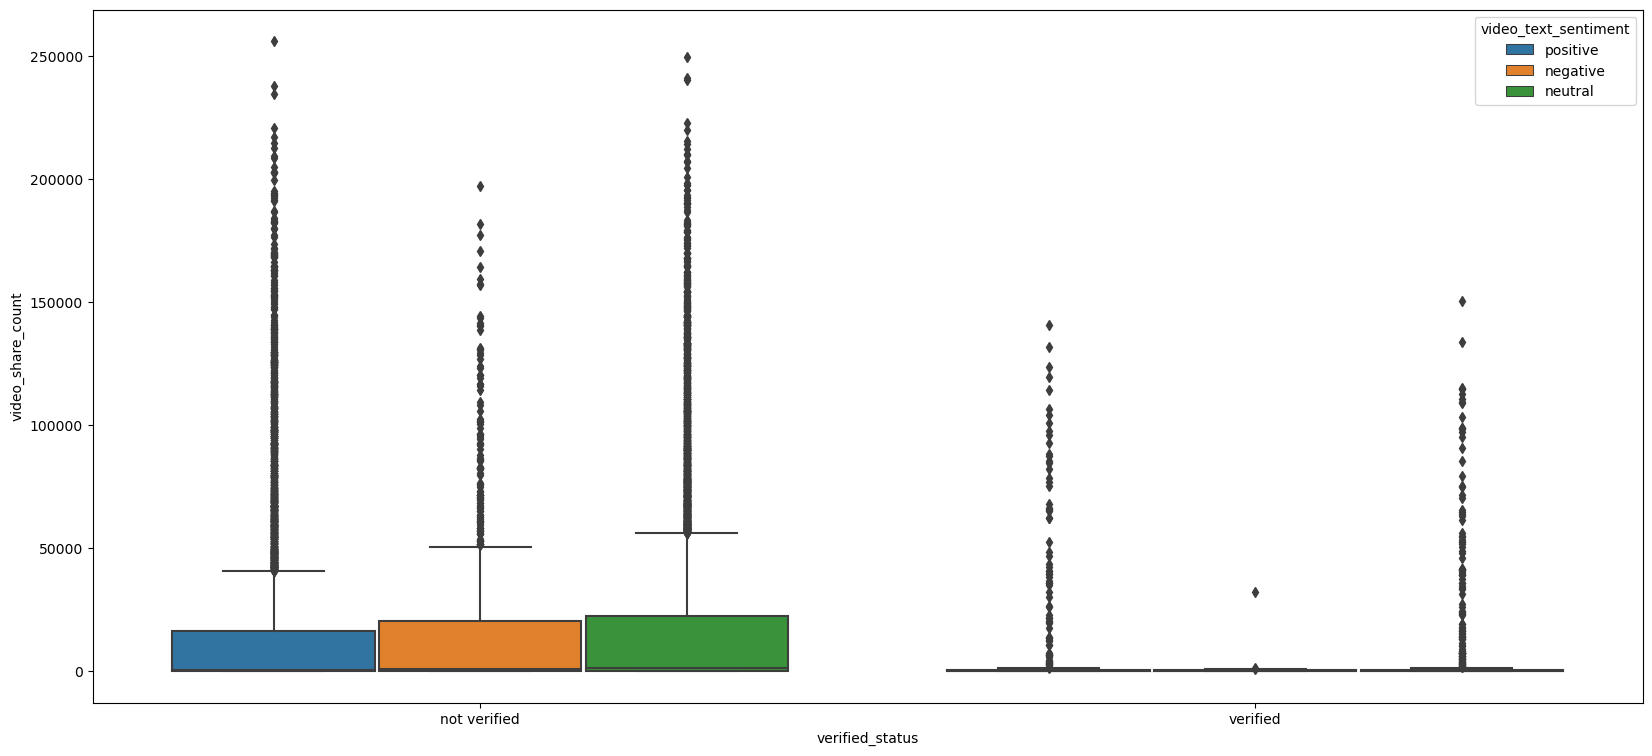 video_text_sentiment
positive
negative
neutral
250000
200000
150000
100000
50000
0
video_share_count
not verified
verified
verified_status